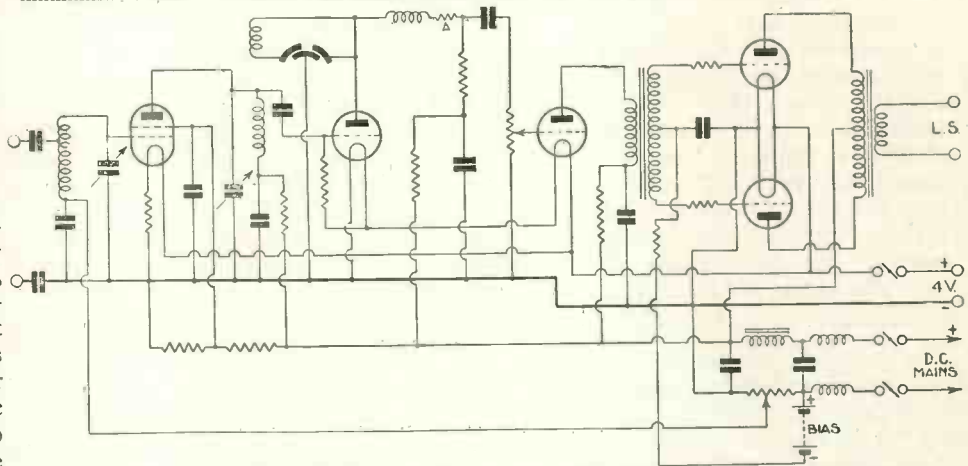 A
L.S.
+
4V.
-
+
D.C.
MAINS
-
+
BIAS
-